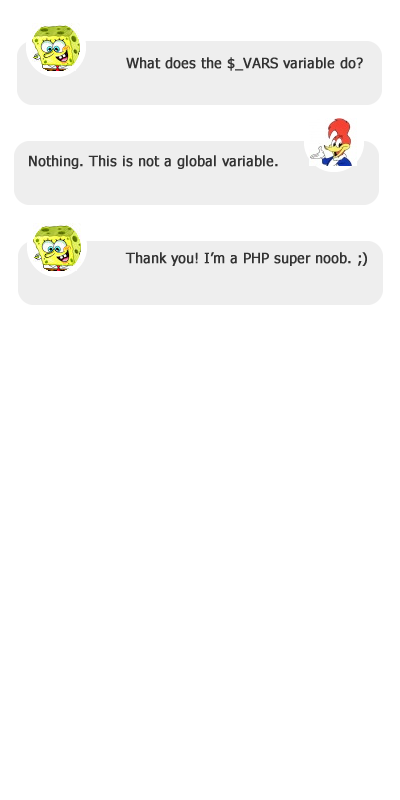 What does the $_VARS variable do?
Nothing. This is not a global variable.
Thank you! I'm a PHP super noob. ;)